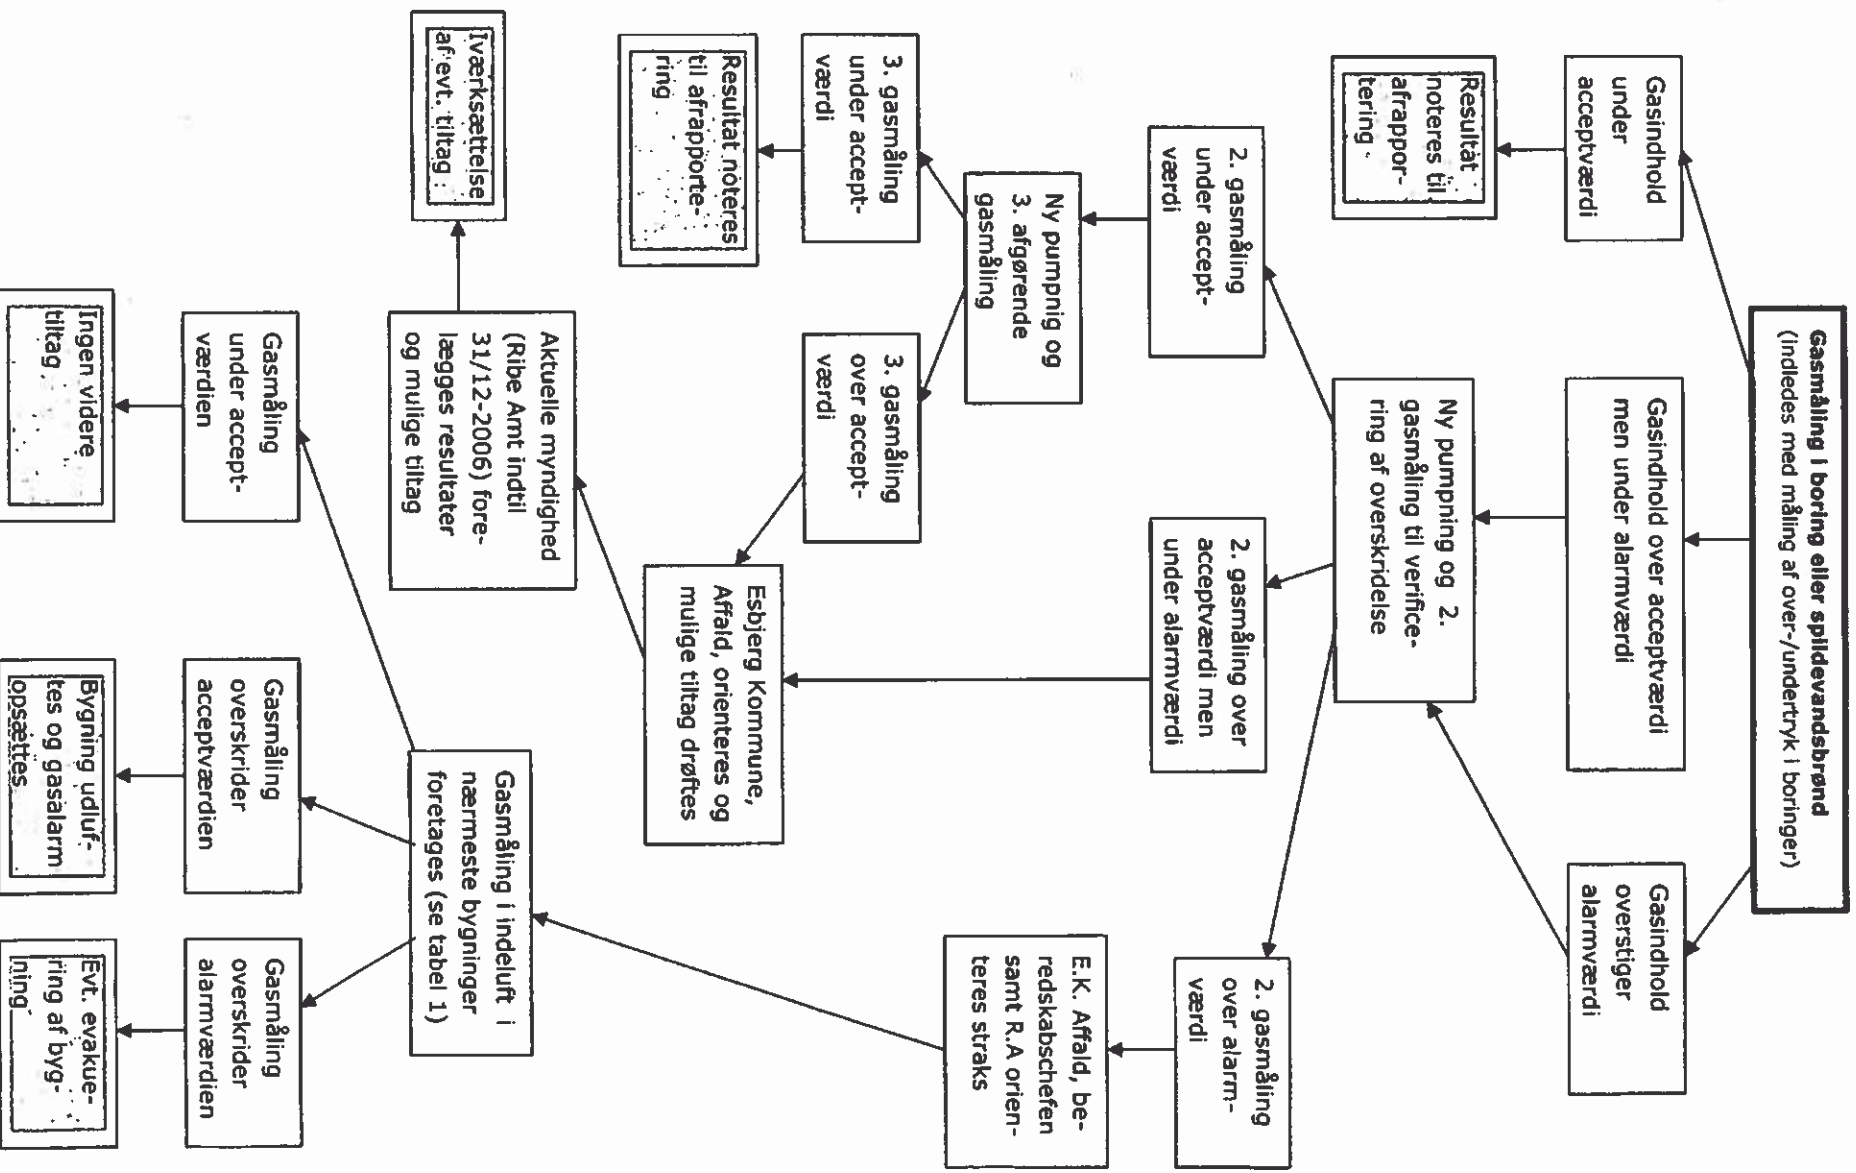 Gasmåling i boring eller spildevandsbrønd
(indledes med måling af over-/undertryk i boringer)
Gasindhold
under
acceptværdi
Gasindhold over acceptværdi
men under alarmværdi
Gasindhold
overstiger
alarmværdi
Resultat
noteres til
afrappor-
tering.
Ny pumpning og 2.
gasmåling til verifice-
ring af overskridelse
2. gasmåling
under accept-
værdi
2. gasmåling over
acceptværdi men
under alarmværdi
2. gasmåling
over alarm-
værdi
Ny pumpnig og
3. afgørende
gasmåling
E.K. Affald, be-
redskabschefen
samt R.A orien-
teres straks
3. gasmåling
under accept-
værdi
3. gasmåling
over accept-
værdi
Resultat noteres
til afrapporte-
ring
Esbjerg Kommune,
Affald, orienteres og
mulige tiltag drøftes
Aktuelle myndighed
(Ribe Amt indtil
31/12-2006) fore-
lægges resultater
og mulige tiltag
Iværksættelse
af evt. tiltag
Gasmåling i indeluft i
nærmeste bygninger
foretages (se tabel 1)
Gasmåling
under accept-
værdien
Gasmåling
overskrider
acceptværdien
Gasmåling
overskrider
alarmværdien
Ingen videre
tiltag
Bygning udluf-
tes og gasalarm
opsættes
Evt. evakue-
ring af byg-
ning